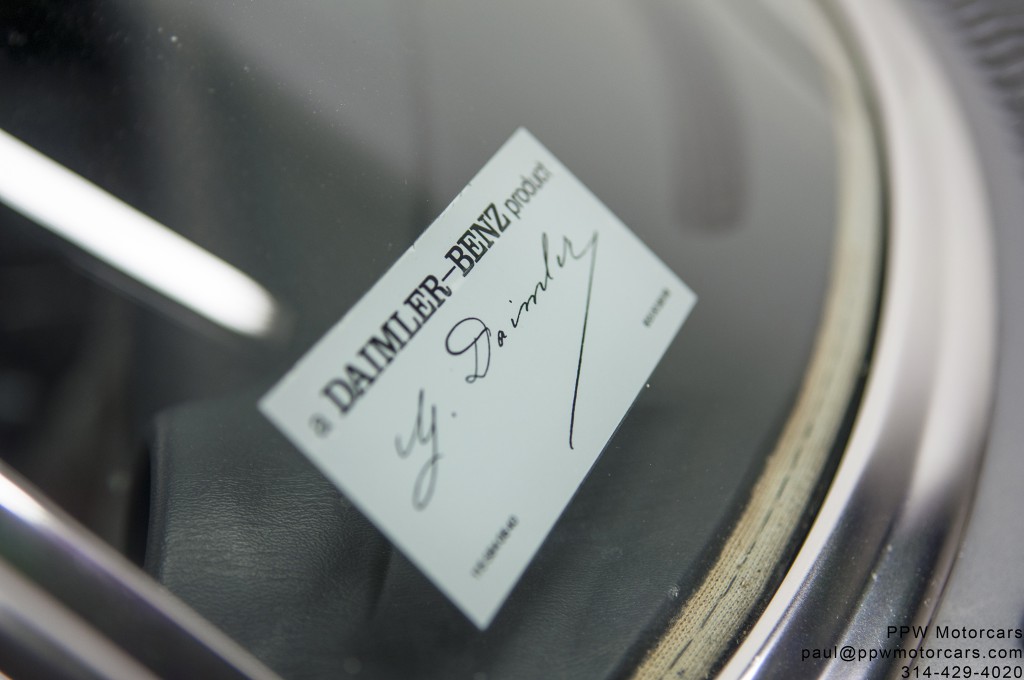 a DAIMLER-BENZ product
G. Daimler
PPW Motorcars
paul@ppwmotorcars.com
314-429-4020